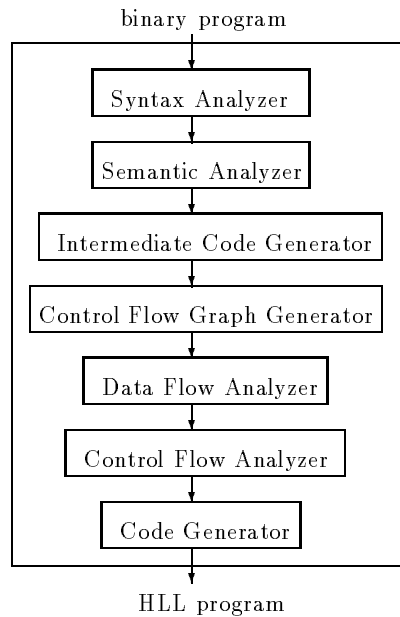 binary program
Syntax Analyzer
Semantic Analyzer
Intermediate Code Generator
Control Flow Graph Generator
Data Flow Analyzer
Control Flow Analyzer
Code Generator
HLL program